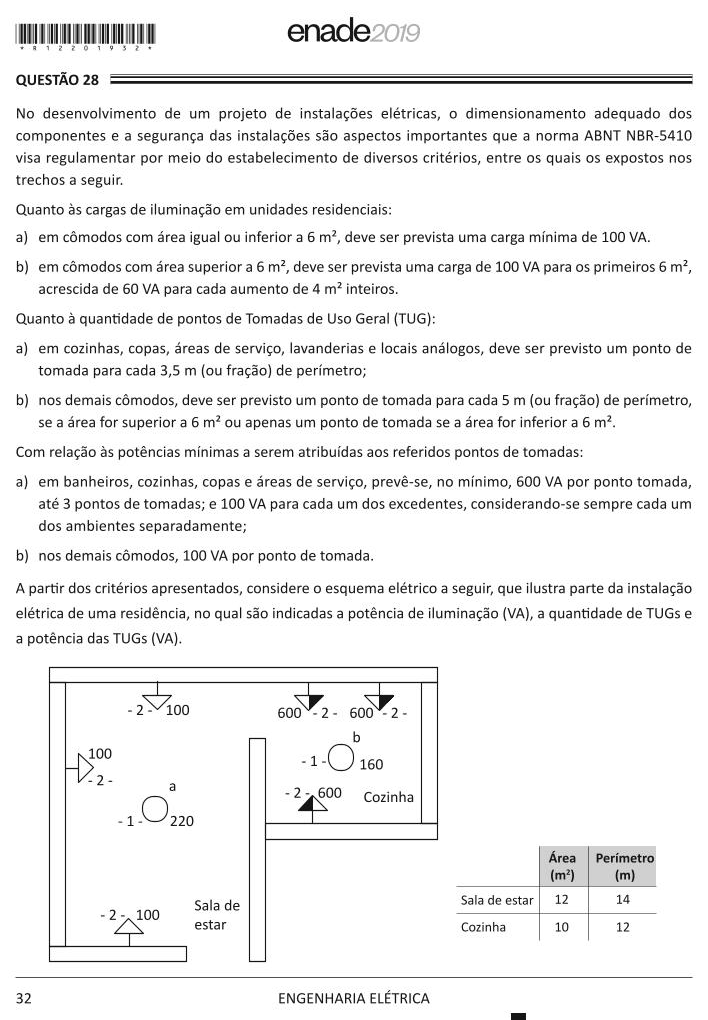 * R 1 2 2 0 1 9 3 2 *
enade2019
QUESTÃO 28
No desenvolvimento de um projeto de instalações elétricas, o dimensionamento adequado dos
componentes e a segurança das instalações são aspectos importantes que a norma ABNT NBR-5410
visa regulamentar por meio do estabelecimento de diversos critérios, entre os quais os expostos nos
trechos a seguir.
Quanto às cargas de iluminação em unidades residenciais:
a) em cômodos com área igual ou inferior a 6 m², deve ser prevista uma carga mínima de 100 VA.
b) em cômodos com área superior a 6 m², deve ser prevista uma carga de 100 VA para os primeiros 6 m²,
acrescida de 60 VA para cada aumento de 4 m² inteiros.
Quanto à quantidade de pontos de Tomadas de Uso Geral (TUG):
a) em cozinhas, copas, áreas de serviço, lavanderias e locais análogos, deve ser previsto um ponto de
tomada para cada 3,5 m (ou fração) de perímetro;
b) nos demais cômodos, deve ser previsto um ponto de tomada para cada 5 m (ou fração) de perímetro,
se a área for superior a 6 m² ou apenas um ponto de tomada se a área for inferior a 6 m².
Com relação às potências mínimas a serem atribuídas aos referidos pontos de tomadas:
a) em banheiros, cozinhas, copas e áreas de serviço, prevê-se, no mínimo, 600 VA por ponto tomada,
até 3 pontos de tomadas; e 100 VA para cada um dos excedentes, considerando-se sempre cada um
dos ambientes separadamente;
b) nos demais cômodos, 100 VA por ponto de tomada.
A partir dos critérios apresentados, considere o esquema elétrico a seguir, que ilustra parte da instalação
elétrica de uma residência, no qual são indicadas a potência de iluminação (VA), a quantidade de TUGs e
a potência das TUGs (VA).
- 2 - 100
600 - 2 - 600 - 2 -
b
100
- 1 - 160
- 2 -
a
- 2 - 600 Cozinha
- 1 - 220
Área Perímetro
(m²) (m)
Sala de estar 12 14
Cozinha 10 12
- 2 - 100
Sala de
estar
32 ENGENHARIA ELÉTRICA